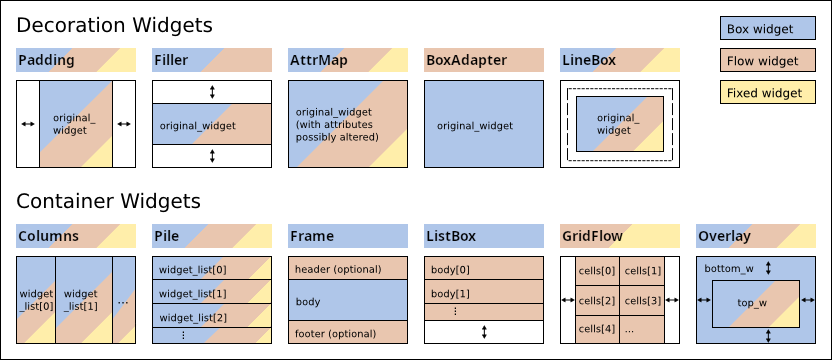 Decoration Widgets
Box widget
Flow widget
Fixed widget
Padding
Filler
AttrMap
BoxAdapter
LineBox
original_
widget
original_widget
original_widget
(with attributes
possibly altered)
original_widget
original_
widget
Container Widgets
Columns
Pile
Frame
ListBox
GridFlow
Overlay
widget
_list[0]
widget
_list[1]
...
widget_list[0]
widget_list[1]
widget_list[2]
⋮
header (optional)
body
footer (optional)
body[0]
body[1]
⋮
cells[0]
cells[1]
cells[2]
cells[3]
cells[4]
...
bottom_w
top_w